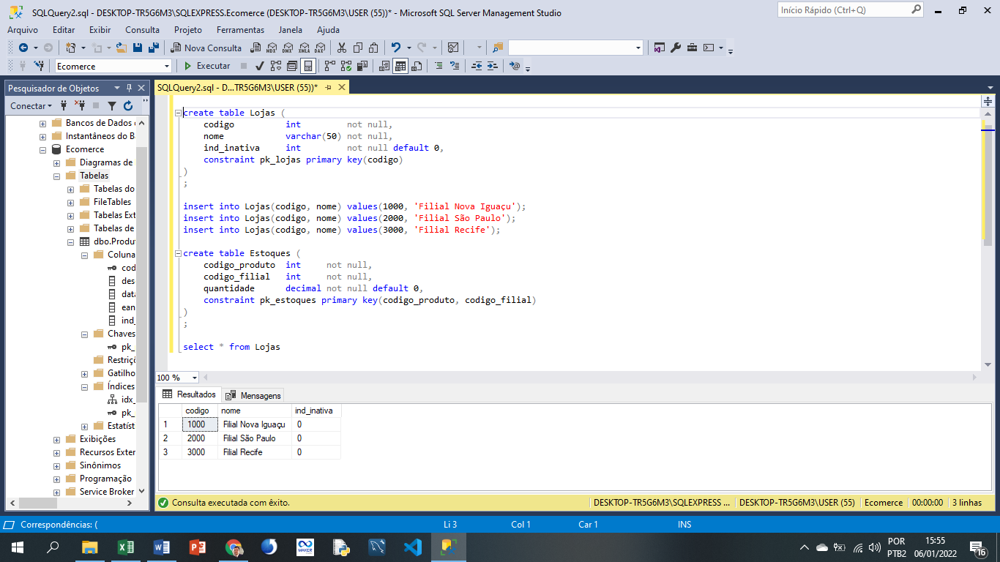 SQLQuery2.sql - DESKTOP-TR5G6M3\SQLEXPRESS.Ecomerce (DESKTOP-TR5G6M3\USER (55))* - Microsoft SQL Server Management Studio
Início Rápido (Ctrl+Q)
Arquivo Editar Exibir Consulta Projeto Ferramentas Janela Ajuda
Nova Consulta MDX DMX XMLA DAX
Ecomerce Executar
Pesquisador de Objetos
SQLQuery2.sql - D...TR5G6M3\USER (55))*
Conectar
Bancos de Dados
Instantâneos do B
Ecomerce
Diagramas de
Tabelas
Tabelas do
FileTables
Tabelas Ext
Tabelas de
dbo.Produ
Coluna
cod
des
data
ean
ind_
Chaves
pk_
Restriçõ
Gatilho
Índices
idx_
pk_
Estatíst
Exibições
Recursos Exter
Sinônimos
Programação
Service Broker
create table Lojas (
codigo int not null,
nome varchar(50) not null,
ind_inativa int not null default 0,
constraint pk_lojas primary key(codigo)
)
;
insert into Lojas(codigo, nome) values(1000, 'Filial Nova Iguaçu');
insert into Lojas(codigo, nome) values(2000, 'Filial São Paulo');
insert into Lojas(codigo, nome) values(3000, 'Filial Recife');
create table Estoques (
codigo_produto int not null,
codigo_filial int not null,
quantidade decimal not null default 0,
constraint pk_estoques primary key(codigo_produto, codigo_filial)
)
;
select * from Lojas
100 %
Resultados Mensagens
codigo nome ind_inativa
1 1000 Filial Nova Iguaçu 0
2 2000 Filial São Paulo 0
3 3000 Filial Recife 0
Consulta executada com êxito. DESKTOP-TR5G6M3\SQLEXPRESS ... DESKTOP-TR5G6M3\USER (55) Ecomerce 00:00:00 3 linhas
Correspondências: ( Li 3 Col 1 Car 1 INS
MAKER
POR 15:55
PTB2 06/01/2022 16